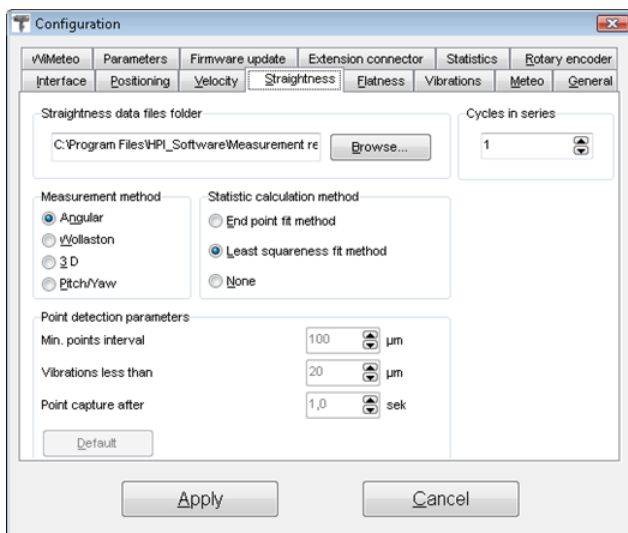 Configuration
WiMeteo Parameters Firmware update Extension connector Statistics Rotary encoder
Interface Positioning Velocity Straightness Flatness Vibrations Meteo General
Straightness data files folder
C:\Program Files\HPI_Software\Measurement re
Browse...
Cycles in series
1
Measurement method
Angular
Wollaston
3 D
Pitch/Yaw
Statistic calculation method
End point fit method
Least squareness fit method
None
Point detection parameters
Min. points interval 100 µm
Vibrations less than 20 µm
Point capture after 1,0 sek
Default
Apply Cancel